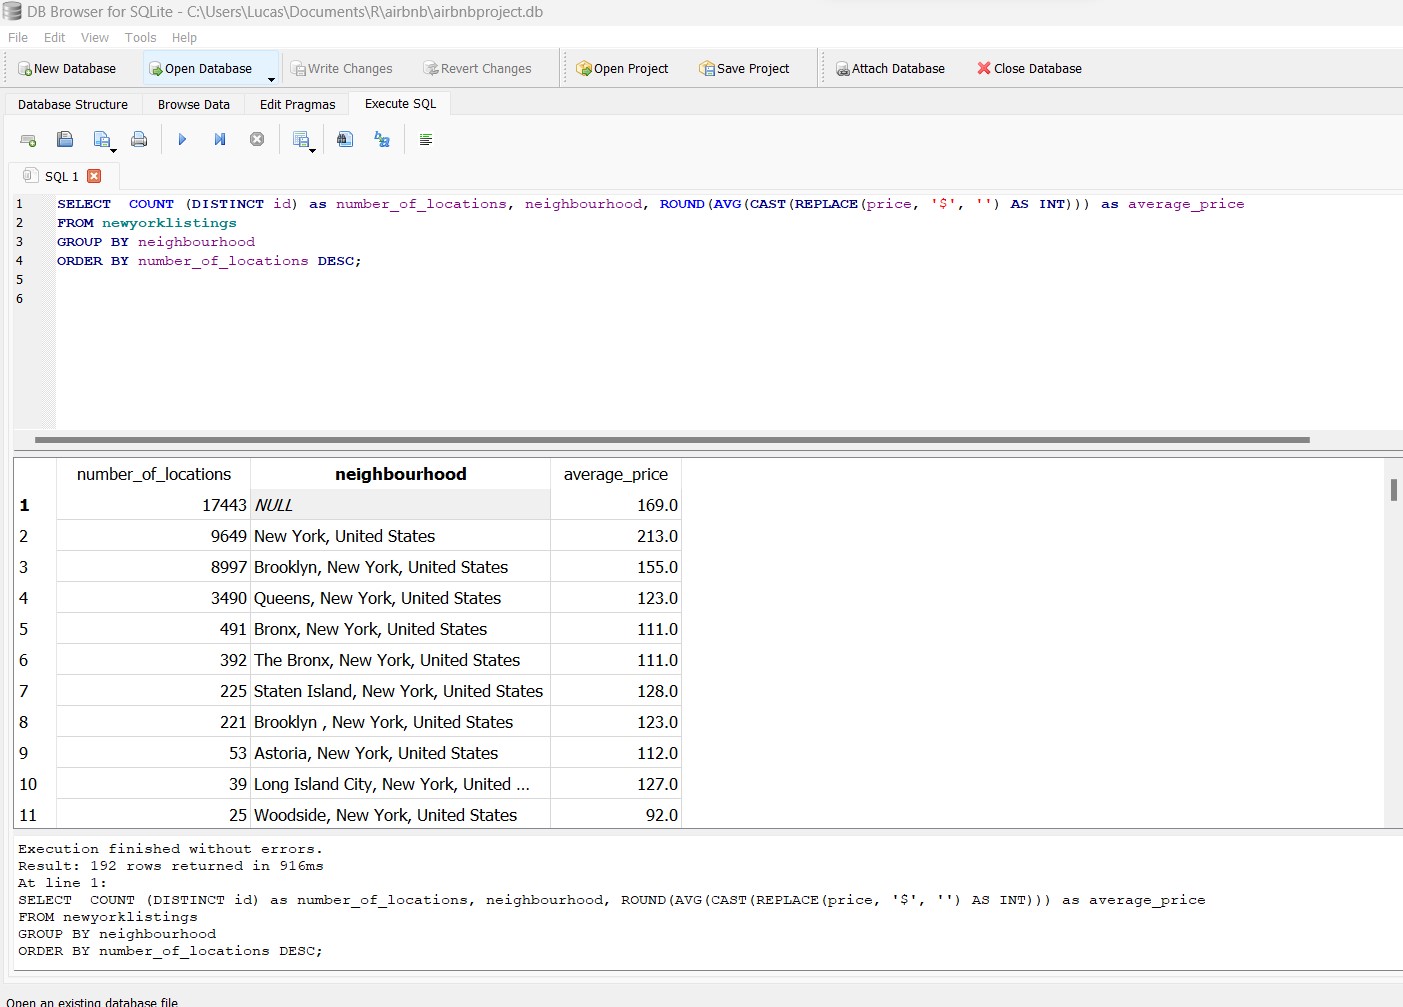 DB Browser for SQLite - C:\Users\Lucas\Documents\R\airbnb\airbnbproject.db
File Edit View Tools Help
New Database Open Database Write Changes Revert Changes Open Project Save Project Attach Database Close Database
Database Structure Browse Data Edit Pragmas Execute SQL
SQL 1
1 SELECT  COUNT (DISTINCT id) as number_of_locations, neighbourhood, ROUND(AVG(CAST(REPLACE(price, '$', '') AS INT))) as average_price
2 FROM newyorklistings
3 GROUP BY neighbourhood
4 ORDER BY number_of_locations DESC;
5
6
number_of_locations neighbourhood average_price
1 17443 NULL 169.0
2 9649 New York, United States 213.0
3 8997 Brooklyn, New York, United States 155.0
4 3490 Queens, New York, United States 123.0
5 491 Bronx, New York, United States 111.0
6 392 The Bronx, New York, United States 111.0
7 225 Staten Island, New York, United States 128.0
8 221 Brooklyn , New York, United States 123.0
9 53 Astoria, New York, United States 112.0
10 39 Long Island City, New York, United ... 127.0
11 25 Woodside, New York, United States 92.0
Execution finished without errors.
Result: 192 rows returned in 916ms
At line 1:
SELECT  COUNT (DISTINCT id) as number_of_locations, neighbourhood, ROUND(AVG(CAST(REPLACE(price, '$', '') AS INT))) as average_price
FROM newyorklistings
GROUP BY neighbourhood
ORDER BY number_of_locations DESC;
Open an existing database file